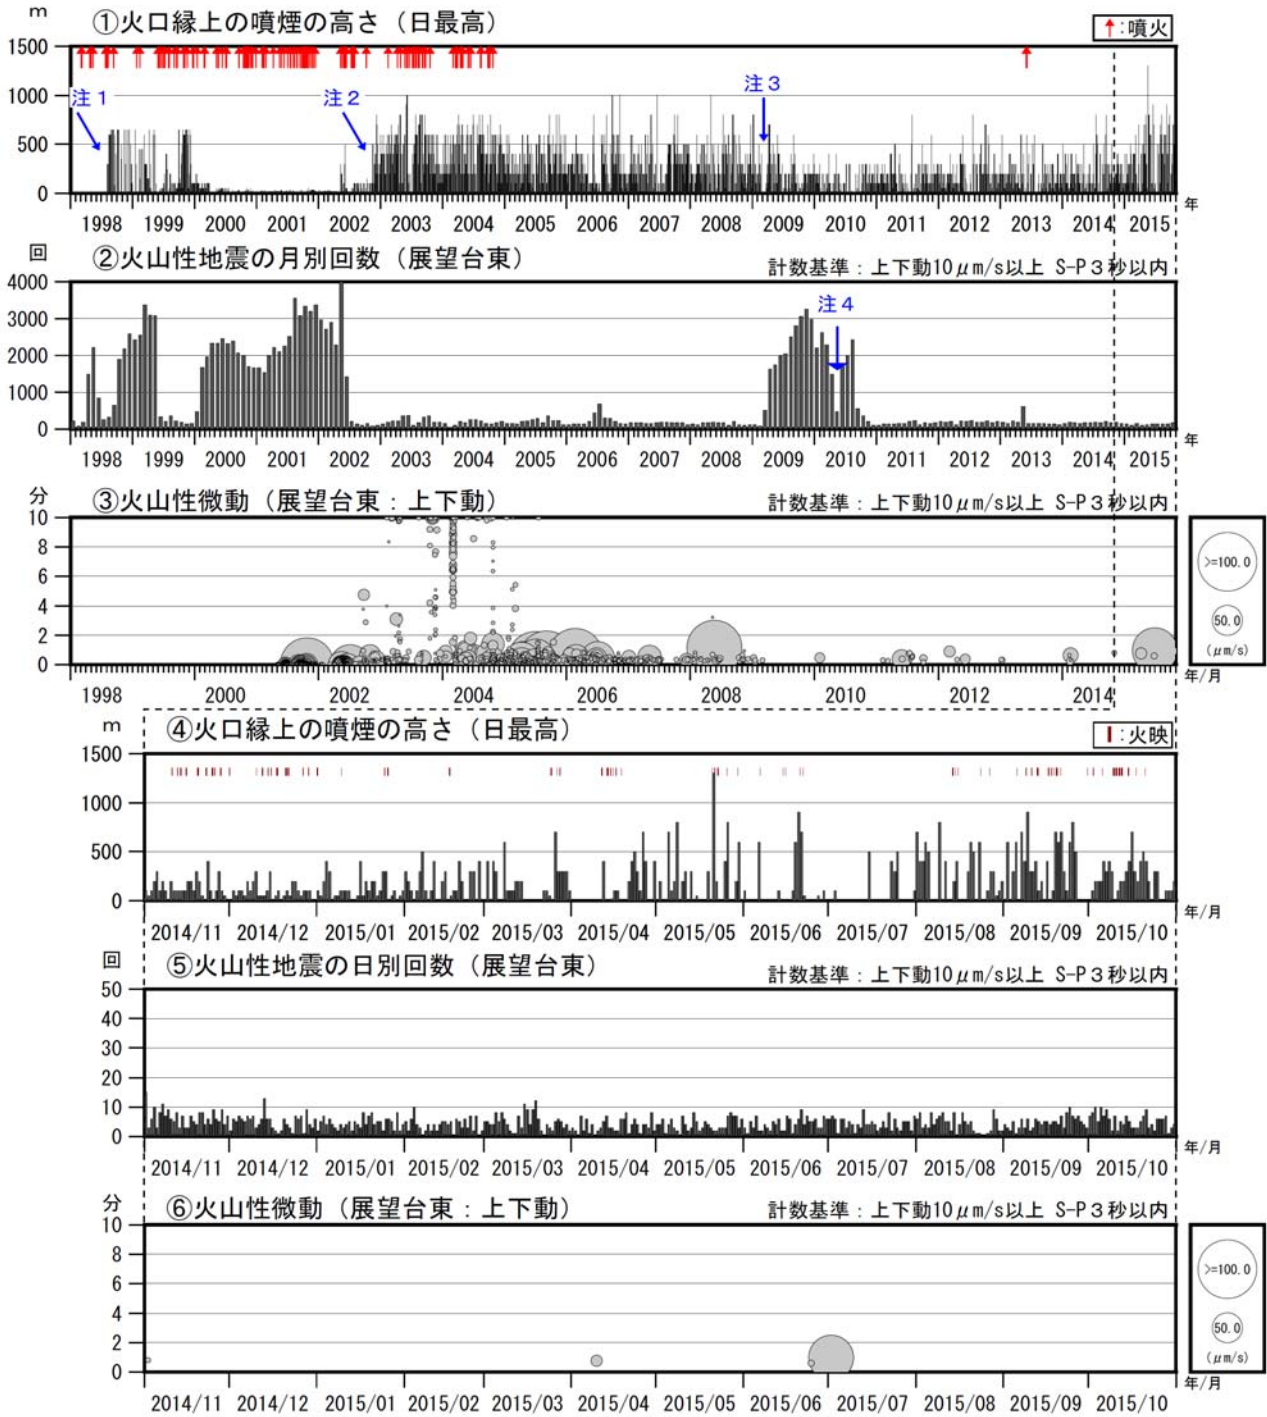 m
①火口縁上の噴煙の高さ（日最高）
↑:噴火
1500
1000
500
0
注１
注２
注３
1998 1999 2000 2001 2002 2003 2004 2005 2006 2007 2008 2009 2010 2011 2012 2013 2014 2015
年
回
②火山性地震の月別回数（展望台東）
計数基準：上下動10μm/s以上 S-P３秒以内
4000
3000
2000
1000
0
注４
1998 1999 2000 2001 2002 2003 2004 2005 2006 2007 2008 2009 2010 2011 2012 2013 2014 2015
年
分
③火山性微動（展望台東：上下動）
計数基準：上下動10μm/s以上 S-P３秒以内
10
8
6
4
2
0
>=100.0
50.0
(μm/s)
1998 2000 2002 2004 2006 2008 2010 2012 2014
年/月
m
④火口縁上の噴煙の高さ（日最高）
:火映
1500
1000
500
0
2014/11 2014/12 2015/01 2015/02 2015/03 2015/04 2015/05 2015/06 2015/07 2015/08 2015/09 2015/10
年/月
回
⑤火山性地震の日別回数（展望台東）
計数基準：上下動10μm/s以上 S-P３秒以内
50
40
30
20
10
0
2014/11 2014/12 2015/01 2015/02 2015/03 2015/04 2015/05 2015/06 2015/07 2015/08 2015/09 2015/10
年/月
分
⑥火山性微動（展望台東：上下動）
計数基準：上下動10μm/s以上 S-P３秒以内
10
8
6
4
2
0
>=100.0
50.0
(μm/s)
2014/11 2014/12 2015/01 2015/02 2015/03 2015/04 2015/05 2015/06 2015/07 2015/08 2015/09 2015/10
年/月